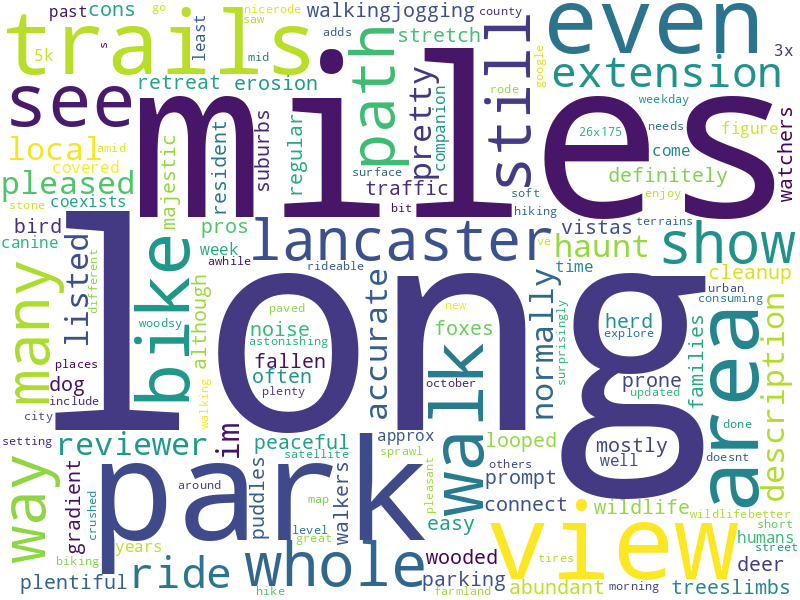 past
cons
nicerode
go
walkingjogging
county
trails
5k
saw
mid
adds
s
least
stretch
even
3x
miles
see
retreat
erosion
path
pretty
still
google
extension
rode
weekday
companion
26x175
needs
figure
watchers
local
amid
covered
majestic
resident
suburbs
regular
surface
traffic
come
definitely
pleased
coexists
stone
bit
soft
hiking
enjoy
bird
canine
pros
week
long
lancaster
vistas
terrains
show
many
listed
different
bike
although
awhile
rideable
ve
haunt
time
urban
cleanup
consuming
woodsy
noise
paved
astonishing
accurate
new
foxes
normally
surprisingly
herd
explore
families
area
description
places
dog
include
fallen
often
plenty
october
prone
updated
walk
city
walking
setting
reviewer
im
peaceful
approx
looped
mostly
well
done
doesnt
way
gradient
crushed
park
puddles
satellite
sprawl
walkers
others
prompt
pleasant
connect
wildlife
wildlifebetter
short
around
map
level
great
easy
view
humans
street
years
biking
whole
wooded
tires
deer
plentiful
ride
hike
parking
farmland
abundant
morning
treeslimbs